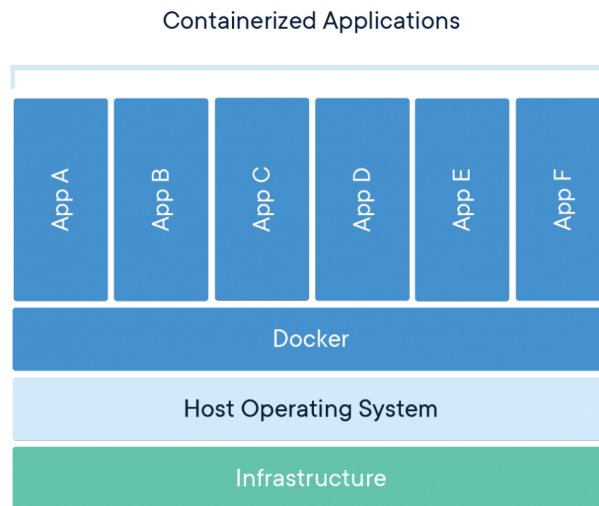 Containerized Applications
App A
App B
App C
App D
App E
App F
Docker
Host Operating System
Infrastructure